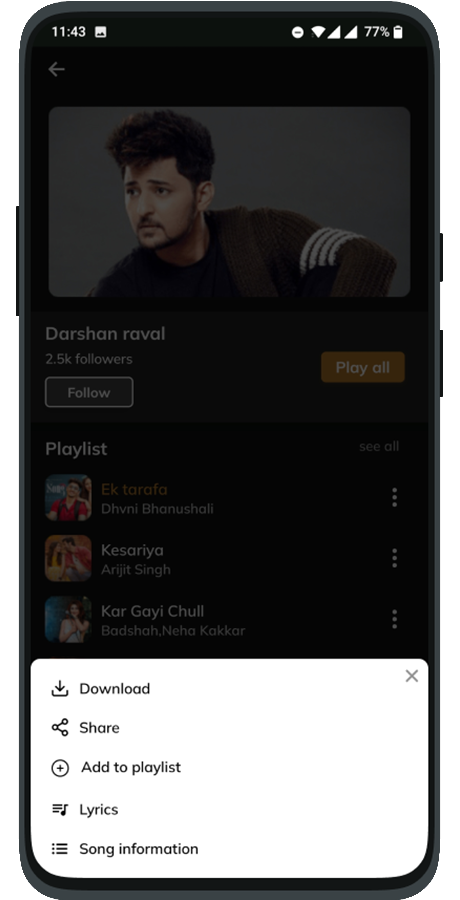 11:43
77%
Darshan raval
2.5k followers
Play all
Follow
Playlist
see all
Ek tarafa
Dhvni Bhanushali
Kesariya
Arijit Singh
Kar Gayi Chull
Badshah,Neha Kakkar
Download
Share
Add to playlist
Lyrics
Song information